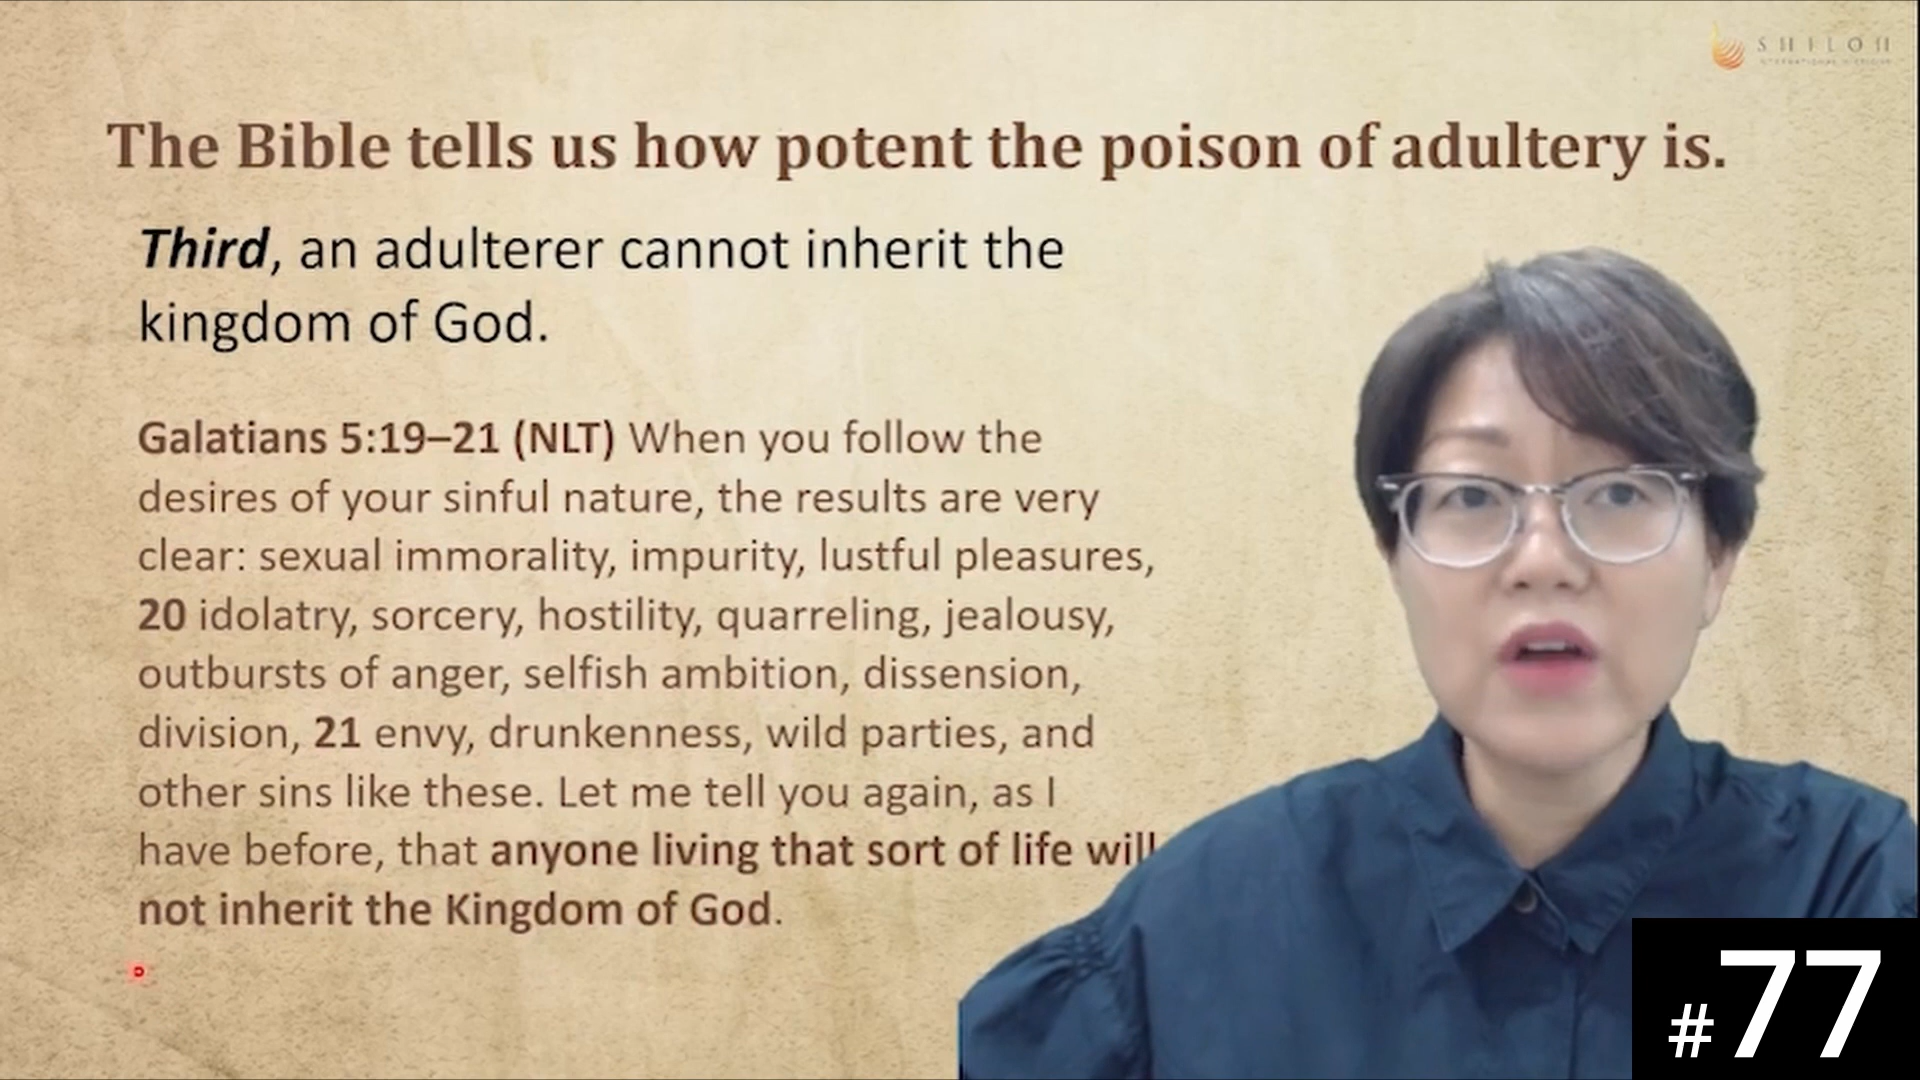 SHILOH
The Bible tells us how potent the poison of adultery is.
Third, an adulterer cannot inherit the
kingdom of God.
Galatians 5:19–21 (NLT) When you follow the
desires of your sinful nature, the results are very
clear: sexual immorality, impurity, lustful pleasures,
20 idolatry, sorcery, hostility, quarreling, jealousy,
outbursts of anger, selfish ambition, dissension,
division, 21 envy, drunkenness, wild parties, and
other sins like these. Let me tell you again, as I
have before, that anyone living that sort of life will
not inherit the Kingdom of God.
#77